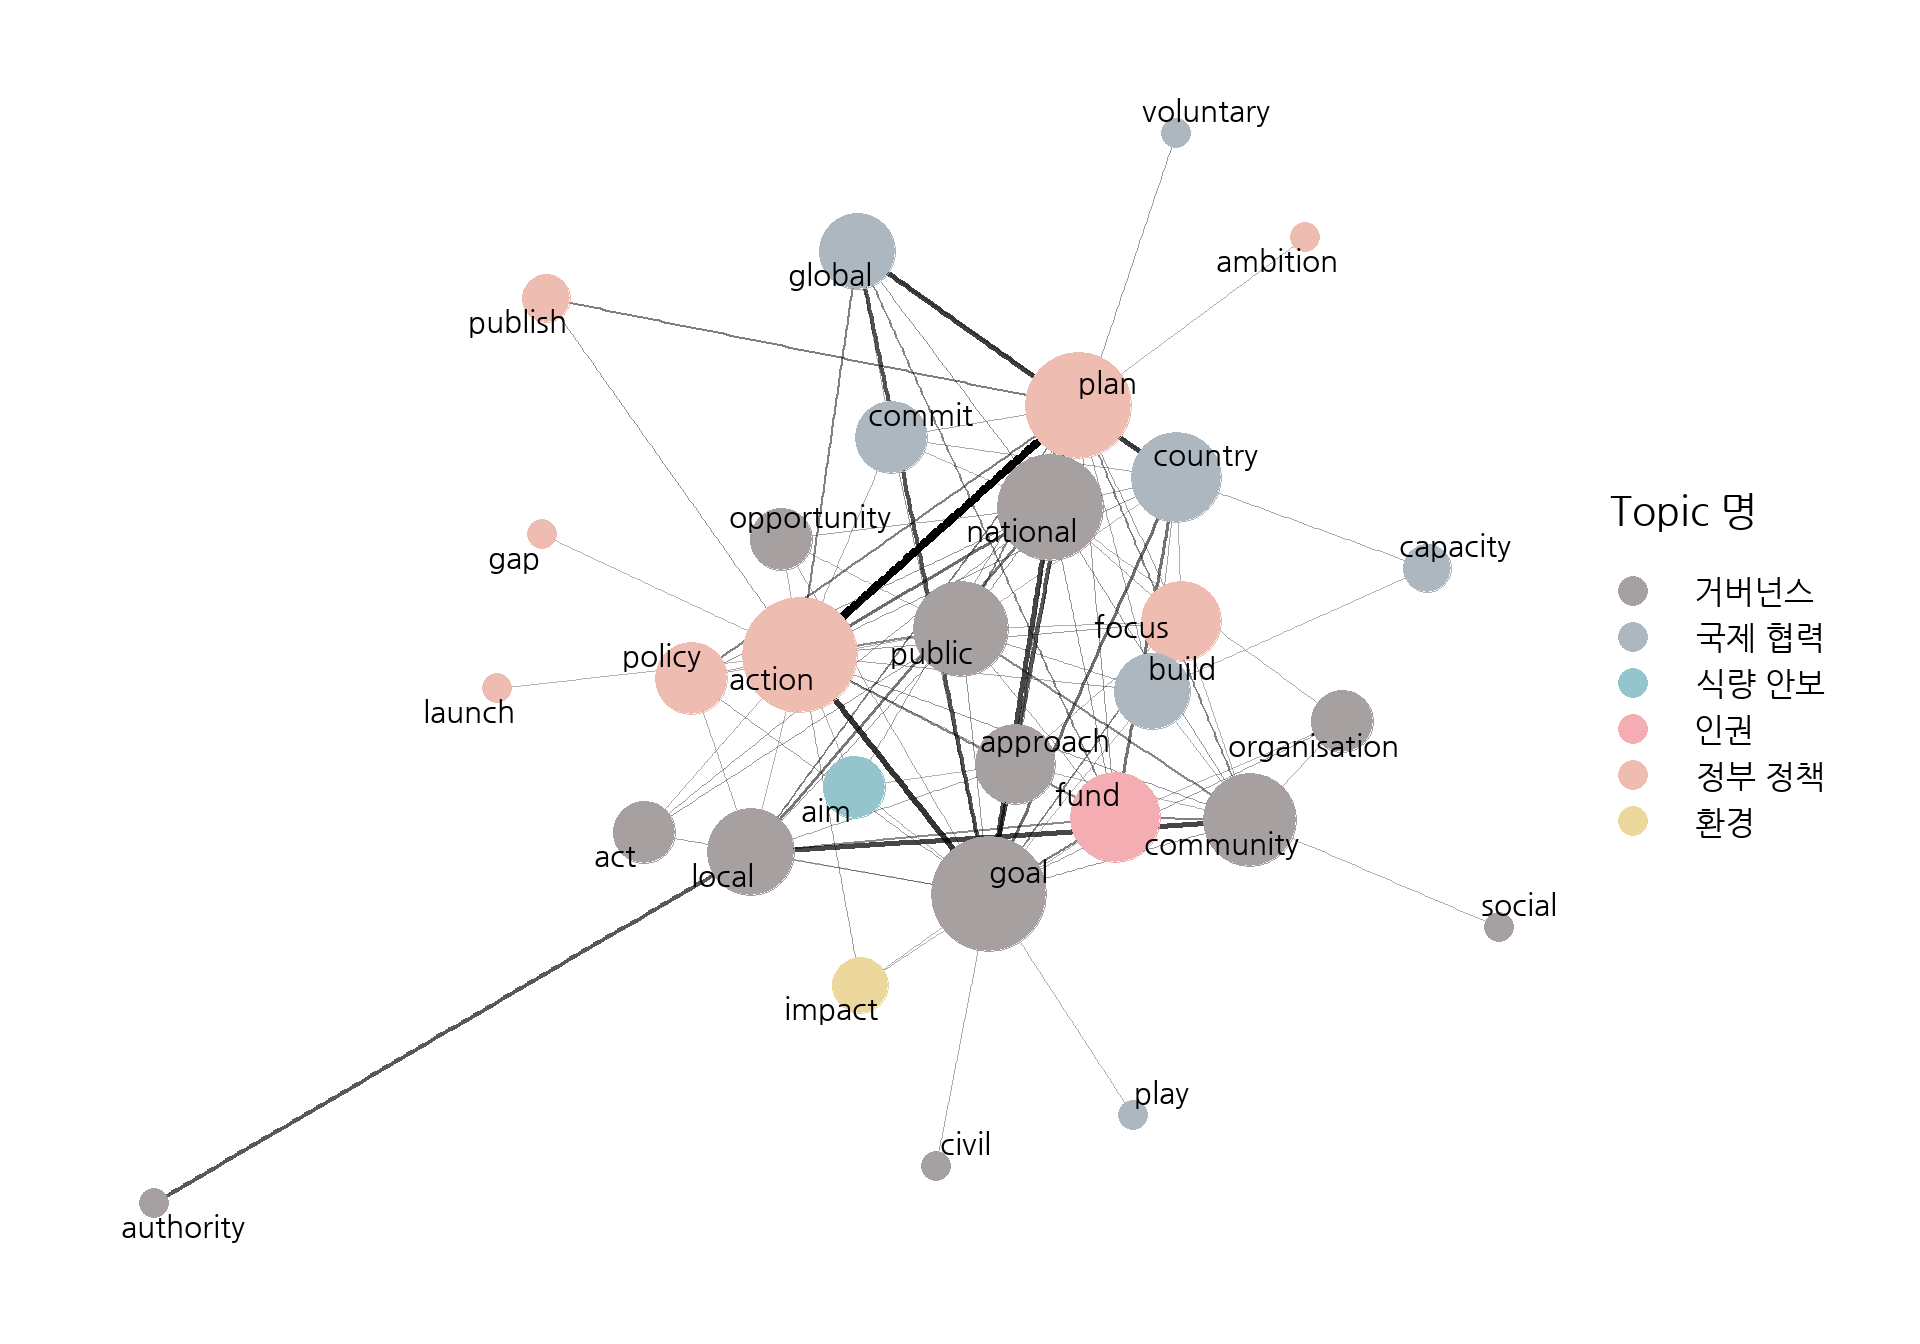 voluntary
ambition
global
publish
plan
commit
country
opportunity
national
capacity
gap
focus
public
policy
build
action
launch
approach
organisation
fund
aim
community
act
local
goal
social
impact
play
civil
authority
Topic 명
거버넌스
국제 협력
식량 안보
인권
정부 정책
환경